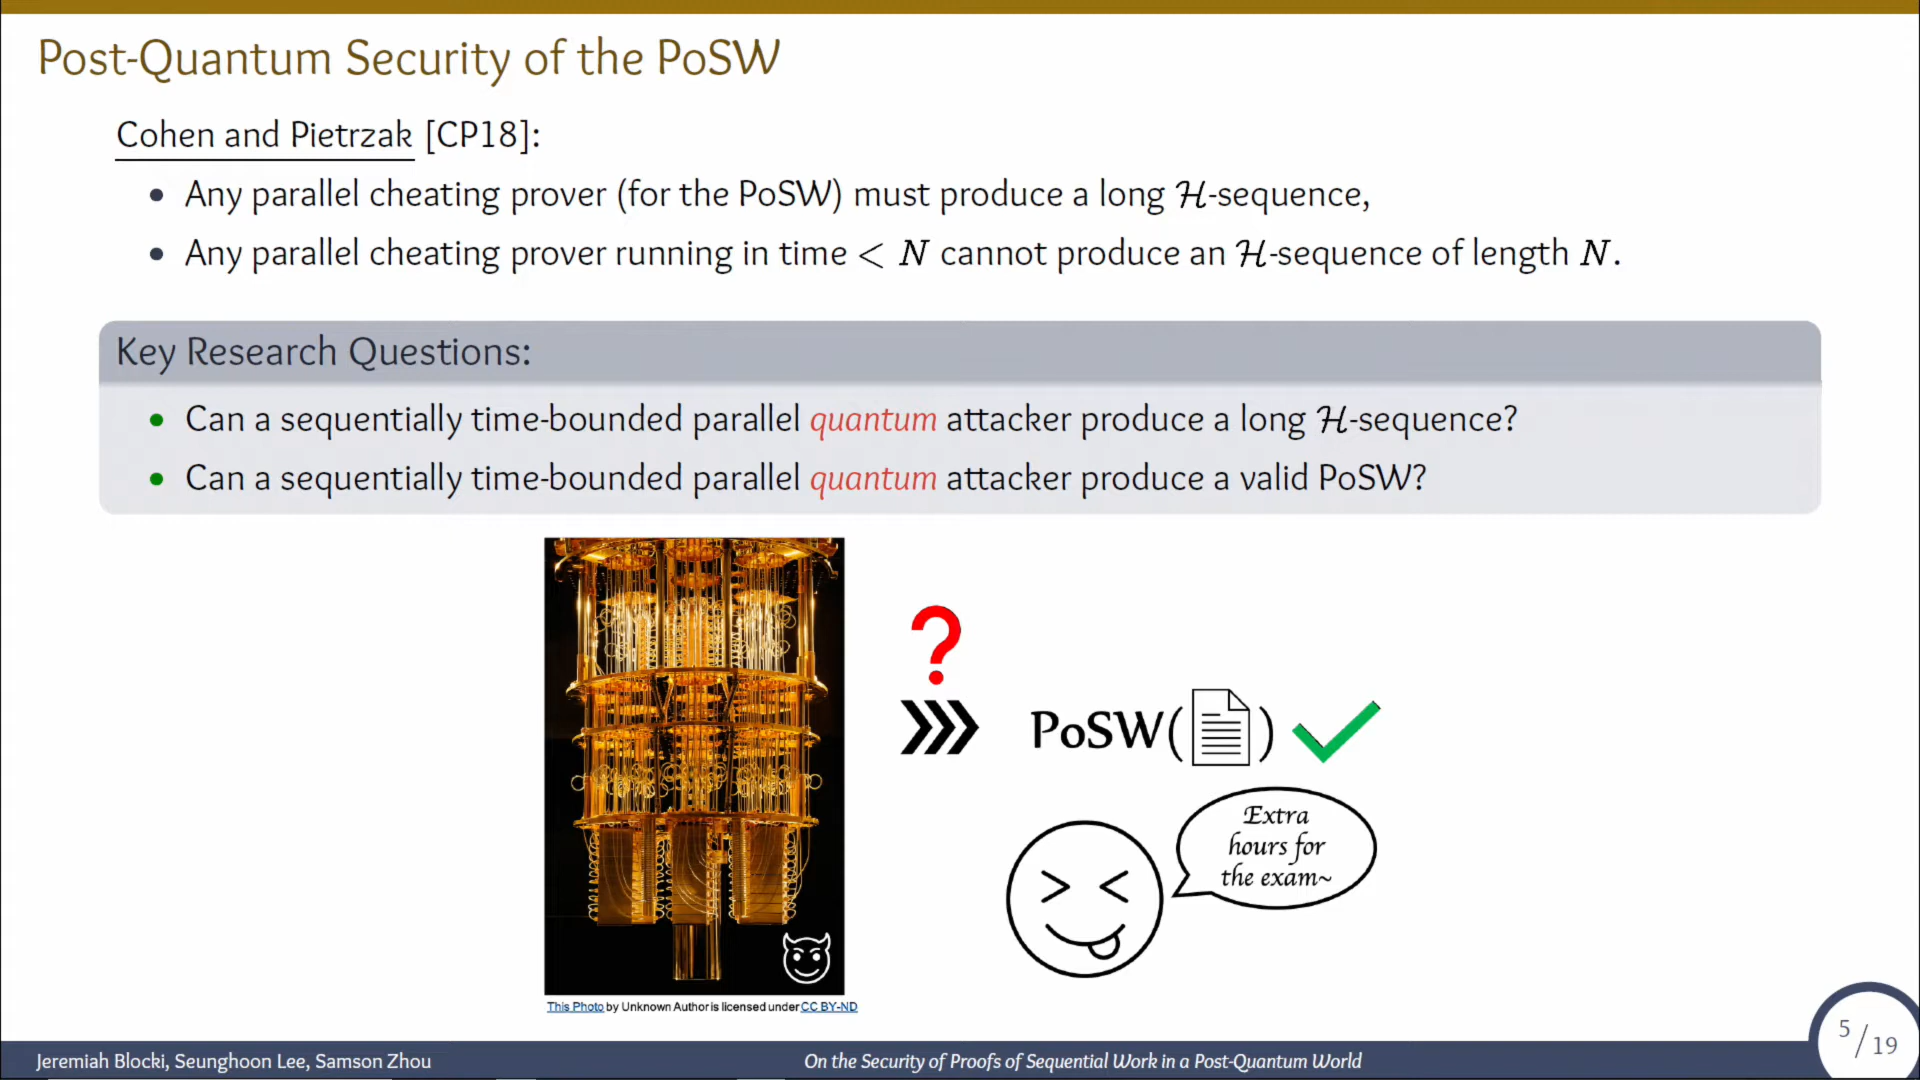 Post-Quantum Security of the PoSW
Cohen and Pietrzak [CP18]:
• Any parallel cheating prover (for the PoSW) must produce a long ℋ-sequence,
• Any parallel cheating prover running in time < N cannot produce an ℋ-sequence of length N.
Key Research Questions:
• Can a sequentially time-bounded parallel quantum attacker produce a long ℋ-sequence?
• Can a sequentially time-bounded parallel quantum attacker produce a valid PoSW?
?
PoSW( )
Extra
hours for
the exam~
This Photo by Unknown Author is licensed under CC BY-ND
Jeremiah Blocki, Seunghoon Lee, Samson Zhou
On the Security of Proofs of Sequential Work in a Post-Quantum World
5/19